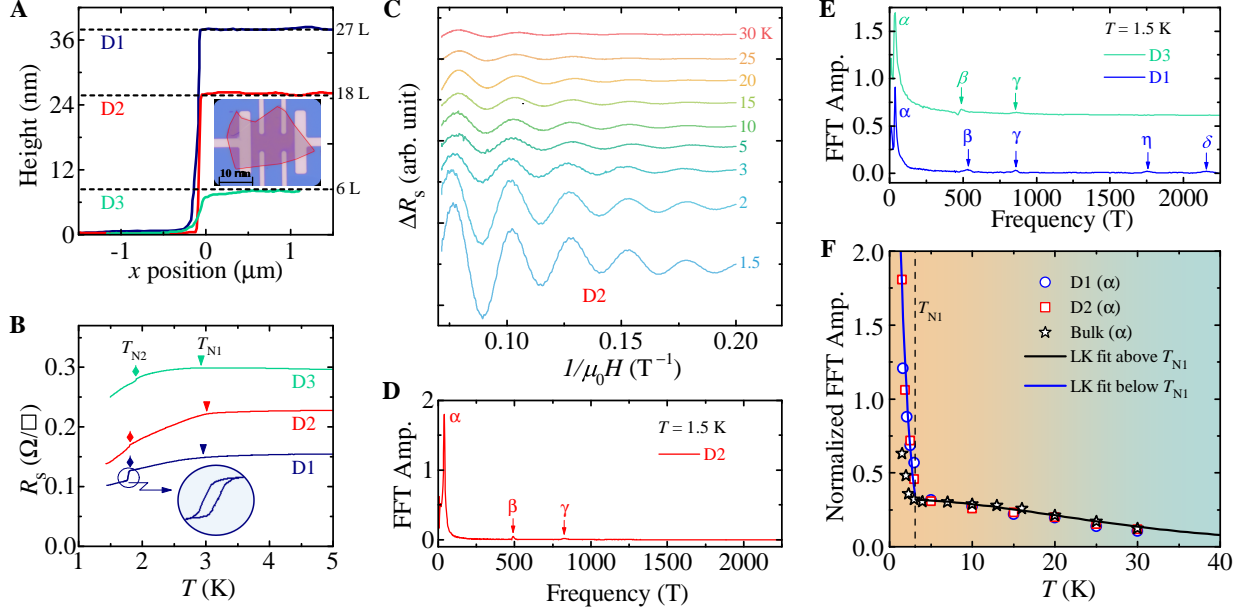 A
Height (nm)
36
24
12
0
D1
D2
D3
27 L
18 L
6 L
10 mm
-1
0
1
x position (μm)
B
R_S (Ω/□)
0.3
0.2
0.1
0.0
T_N2
T_N1
D3
D2
D1
1
2
3
4
5
T (K)
C
ΔR_S (arb. unit)
30 K
25
20
15
10
5
3
2
1.5
D2
0.10
0.15
0.20
1/μ₀H (T⁻¹)
D
FFT Amp.
2
1
0
α
β
γ
T = 1.5 K
D2
0
500
1000
1500
2000
Frequency (T)
E
FFT Amp.
1.5
1.0
0.5
0.0
α
β
γ
T = 1.5 K
D3
D1
α
β
γ
η
δ
0
500
1000
1500
2000
Frequency (T)
F
Normalized FFT Amp.
2.0
1.5
1.0
0.5
0.0
T_N1
D1 (α)
D2 (α)
Bulk (α)
LK fit above T_N1
LK fit below T_N1
0
10
20
30
40
T (K)